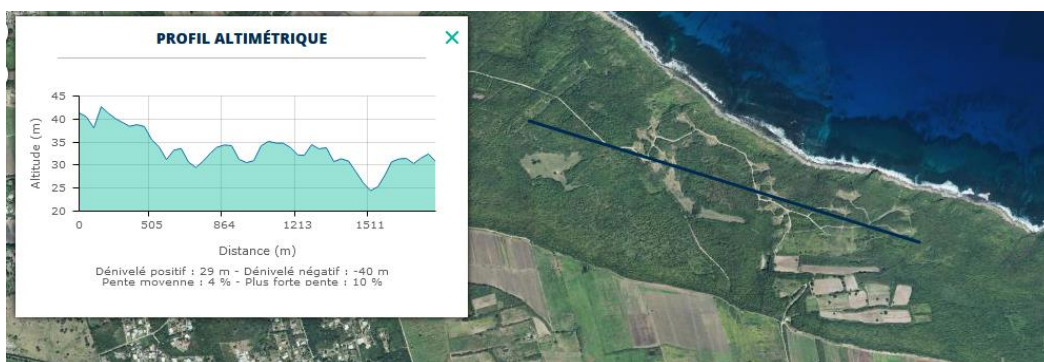 PROFIL ALTIMÉTRIQUE ✕
45
40
35
30
25
20
Altitude (m)
0 505 864 1213 1511
Distance (m)
Dénivelé positif : 29 m - Dénivelé négatif : -40 m
Pente moyenne : 4 % - Plus forte pente : 10 %